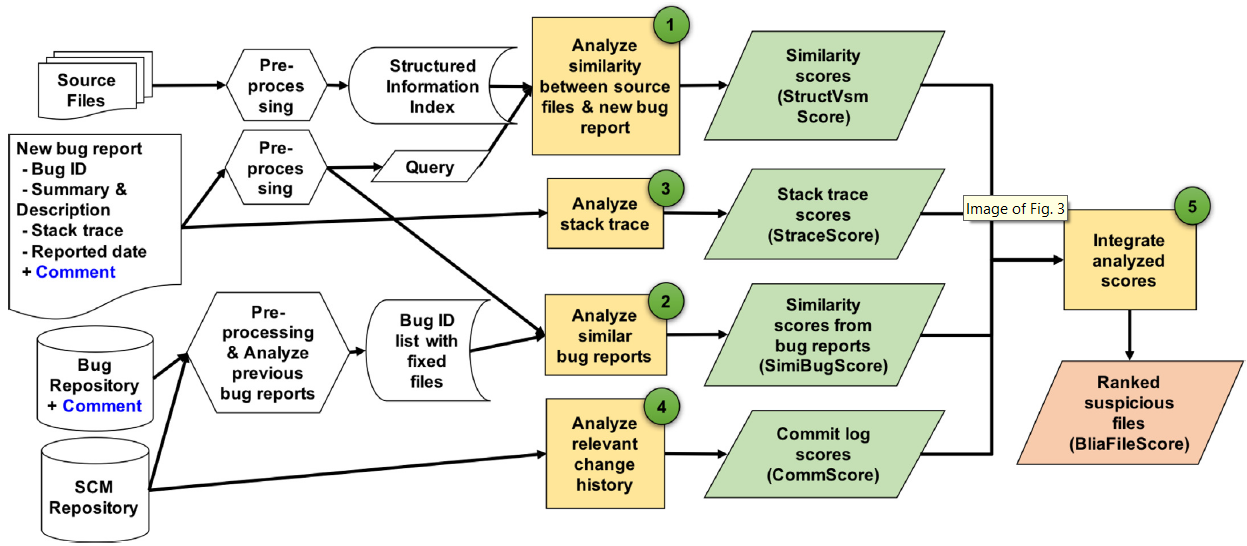 Source
Files
Pre-
proces
sing
Structured
Information
Index
1
Analyze
similarity
between source
files & new bug
report
Similarity
scores
(StructVsm
Score)
New bug report
- Bug ID
- Summary &
Description
- Stack trace
- Reported date
+ Comment
Pre-
proces
sing
Query
3
Analyze
stack trace
Stack trace
scores
(StraceScore)
Image of Fig. 3
5
Integrate
analyzed
scores
Bug
Repository
+ Comment
Pre-
processing
& Analyze
previous
bug reports
Bug ID
list with
fixed
files
2
Analyze
similar
bug reports
Similarity
scores from
bug reports
(SimiBugScore)
Ranked
suspicious
files
(BliaFileScore)
SCM
Repository
4
Analyze
relevant
change
history
Commit log
scores
(CommScore)